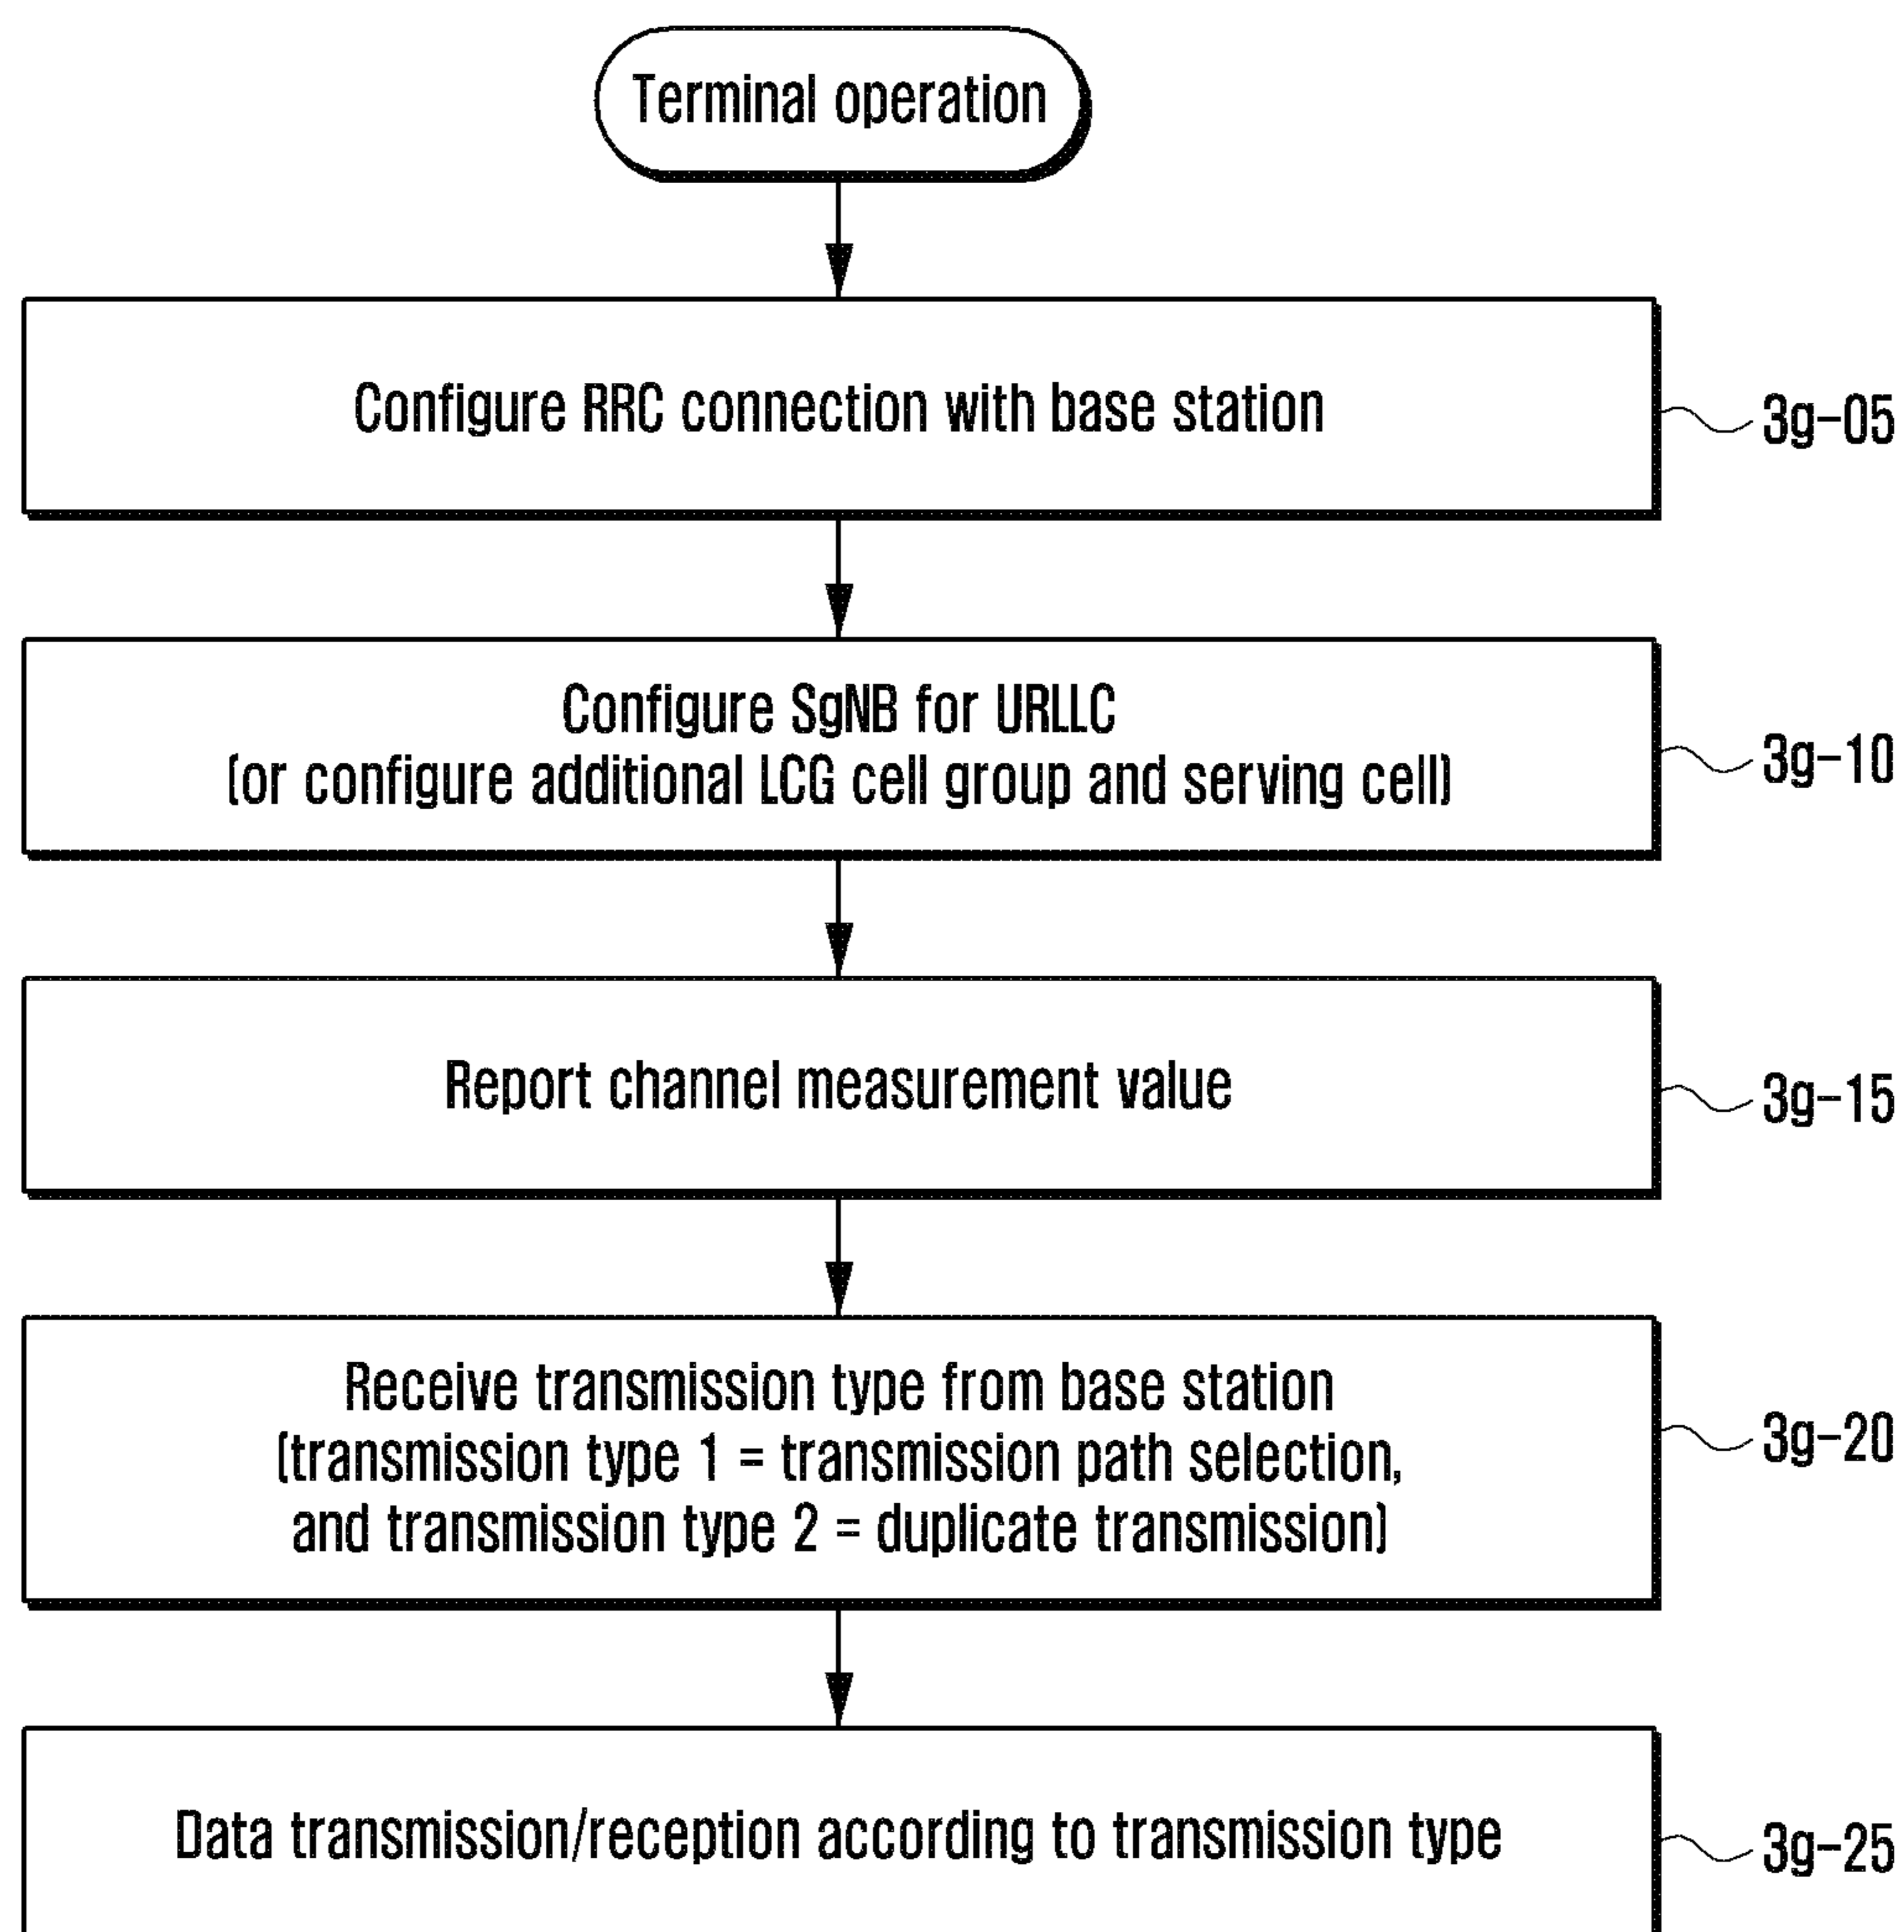 Terminal operation
Configure RRC connection with base station
3g-05
Configure SgNB for URLLC
(or configure additional LCG cell group and serving cell)
3g-10
Report channel measurement value
3g-15
Receive transmission type from base station
(transmission type 1 = transmission path selection,
and transmission type 2 = duplicate transmission)
3g-20
Data transmission/reception according to transmission type
3g-25